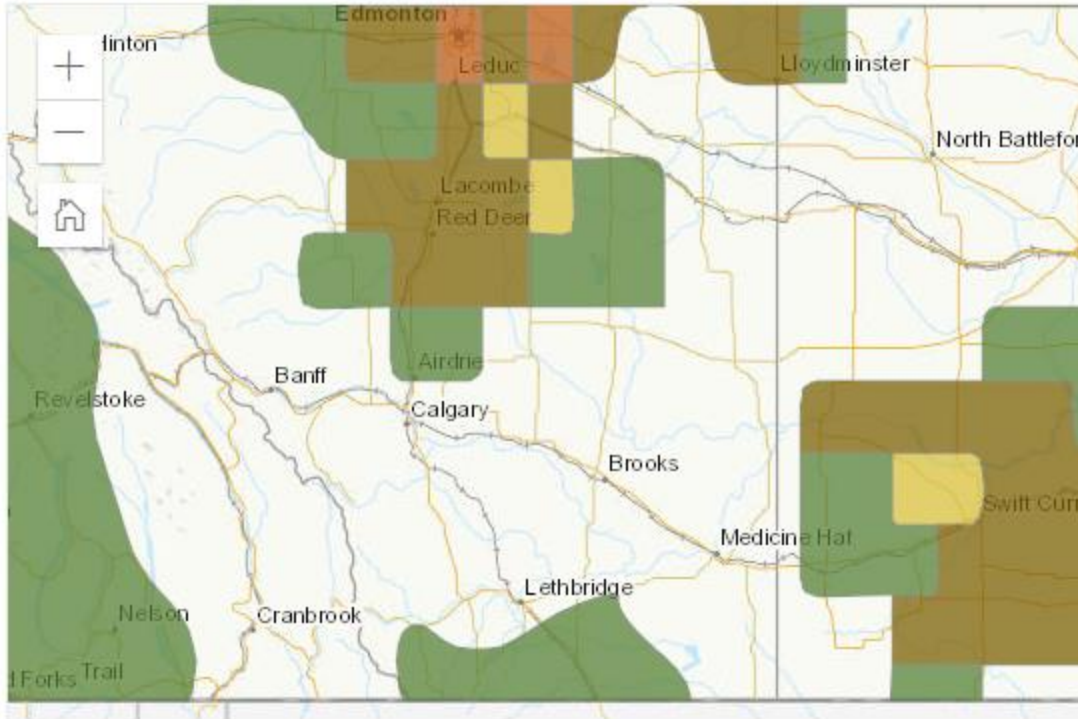 Edmonton
Hinton
Leduc
Lloydminster
North Battlefor
Lacombe
Red Deer
Airdrie
Banff
Revelstoke
Calgary
Brooks
Swift Curr
Medicine Hat
Lethbridge
Nelson
Cranbrook
d Forks
Trail